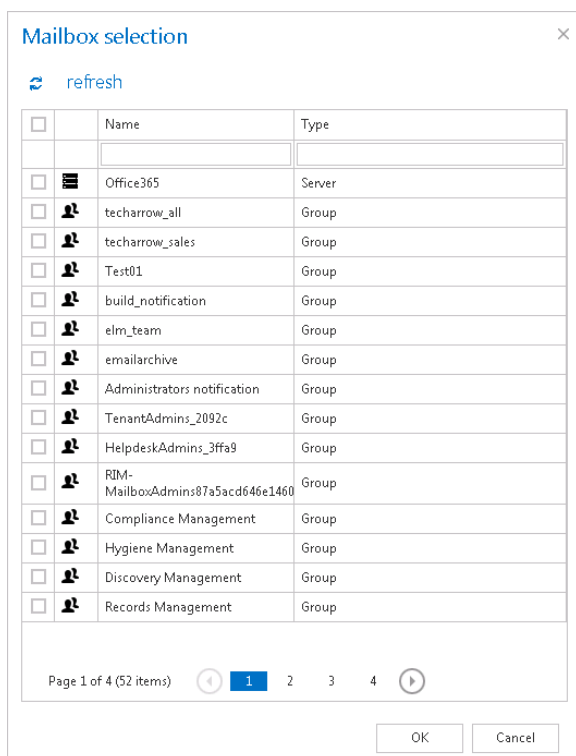 Mailbox selection
refresh
Name Type
Office365 Server
techarrow_all Group
techarrow_sales Group
Test01 Group
build_notification Group
elm_team Group
emailarchive Group
Administrators notification Group
TenantAdmins_2092c Group
HelpdeskAdmins_3ffa9 Group
RIM-
MailboxAdmins87a5acd646e1460 Group
Compliance Management Group
Hygiene Management Group
Discovery Management Group
Records Management Group
Page 1 of 4 (52 items) 1 2 3 4
OK Cancel